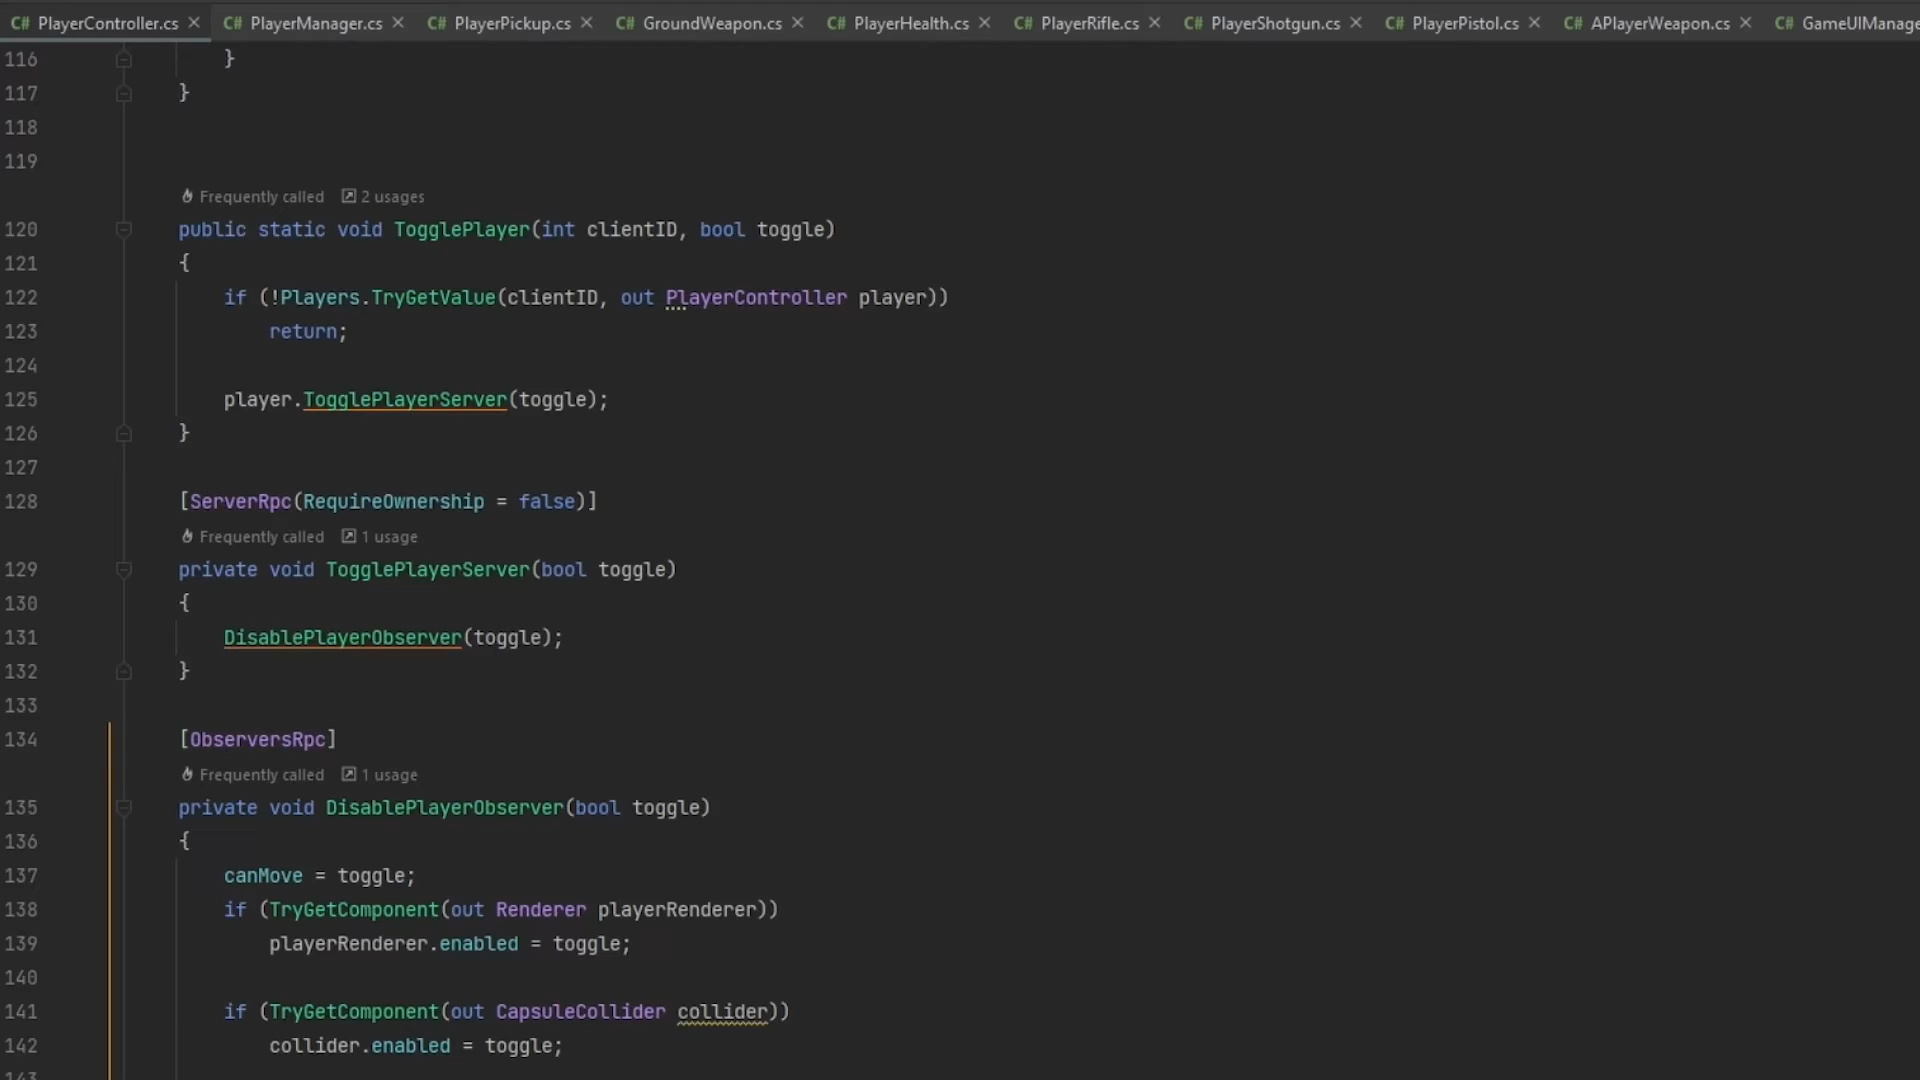 C# PlayerController.cs × C# PlayerManager.cs × C# PlayerPickup.cs × C# GroundWeapon.cs × C# PlayerHealth.cs × C# PlayerRifle.cs × C# PlayerShotgun.cs × C# PlayerPistol.cs × C# APlayerWeapon.cs × C# GameUIManage
116 }
117 }
118
119
Frequently called 2 usages
120 public static void TogglePlayer(int clientID, bool toggle)
121 {
122 if (!Players.TryGetValue(clientID, out PlayerController player))
123 return;
124
125 player.TogglePlayerServer(toggle);
126 }
127
128 [ServerRpc(RequireOwnership = false)]
Frequently called 1 usage
129 private void TogglePlayerServer(bool toggle)
130 {
131 DisablePlayerObserver(toggle);
132 }
133
134 [ObserversRpc]
Frequently called 1 usage
135 private void DisablePlayerObserver(bool toggle)
136 {
137 canMove = toggle;
138 if (TryGetComponent(out Renderer playerRenderer))
139 playerRenderer.enabled = toggle;
140
141 if (TryGetComponent(out CapsuleCollider collider))
142 collider.enabled = toggle;
143